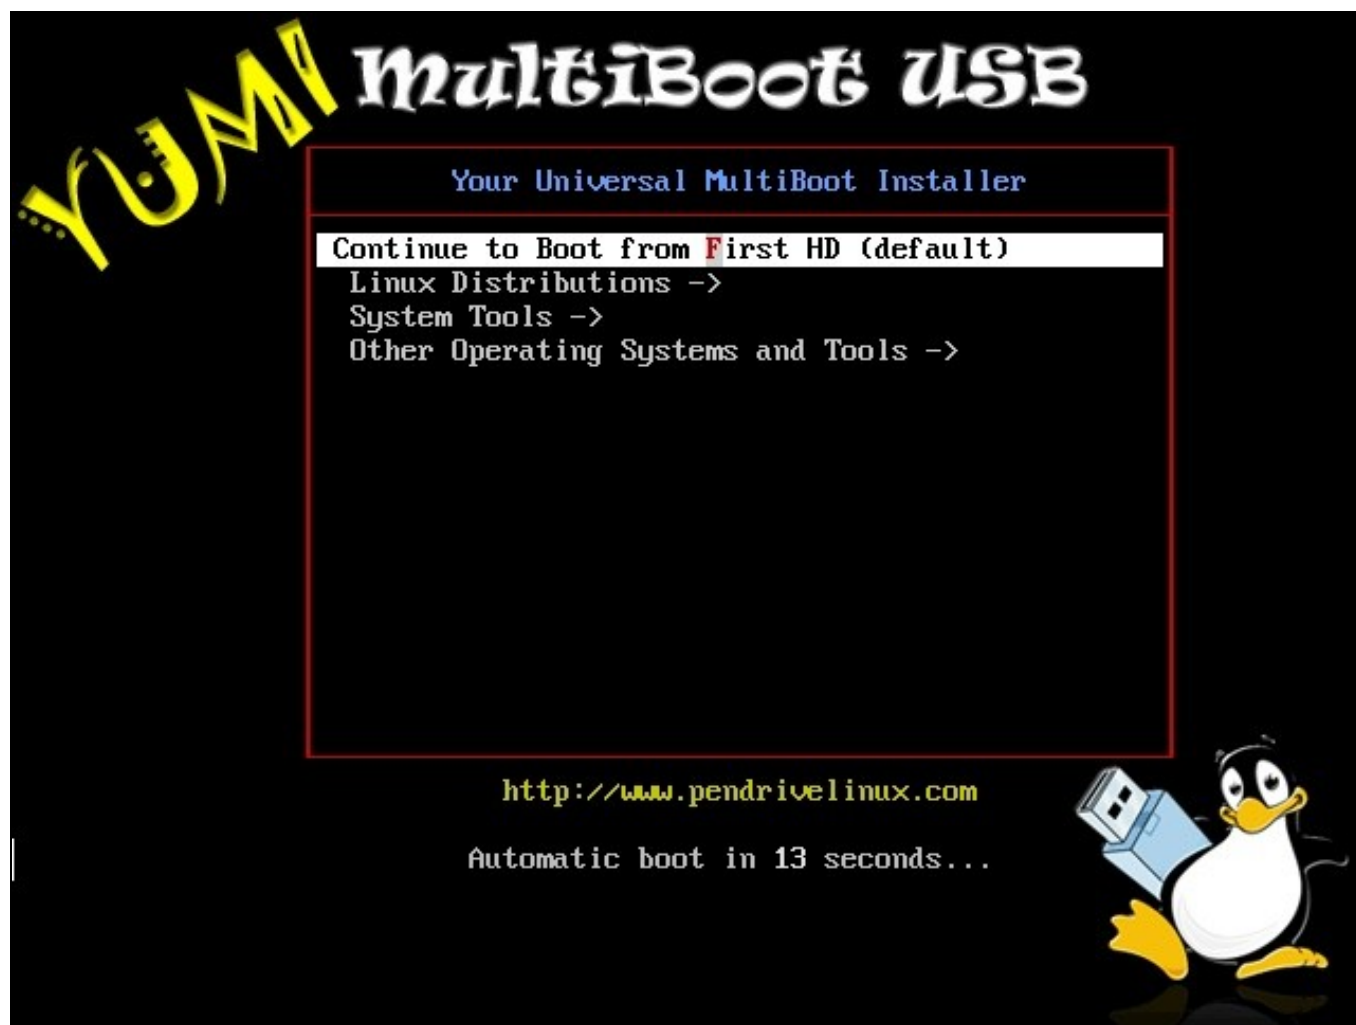 YUMI MultiBoot USB
Your Universal MultiBoot Installer
Continue to Boot from First HD (default)
Linux Distributions ->
System Tools ->
Other Operating Systems and Tools ->
http://www.pendrivelinux.com
Automatic boot in 13 seconds...